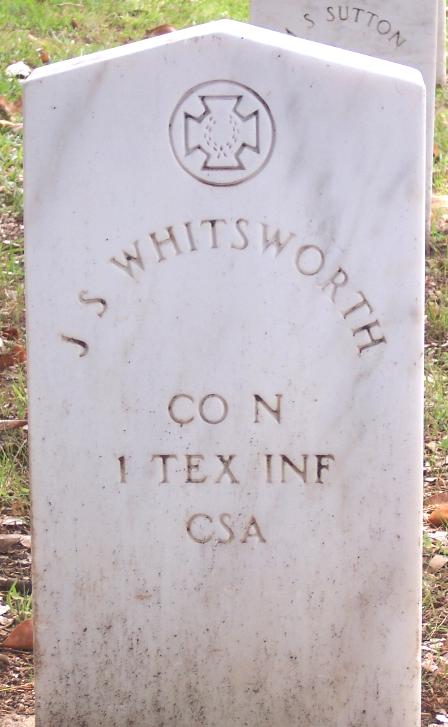 S SUTTON
J S WHITSWORTH
CO N
1 TEX INF
CSA